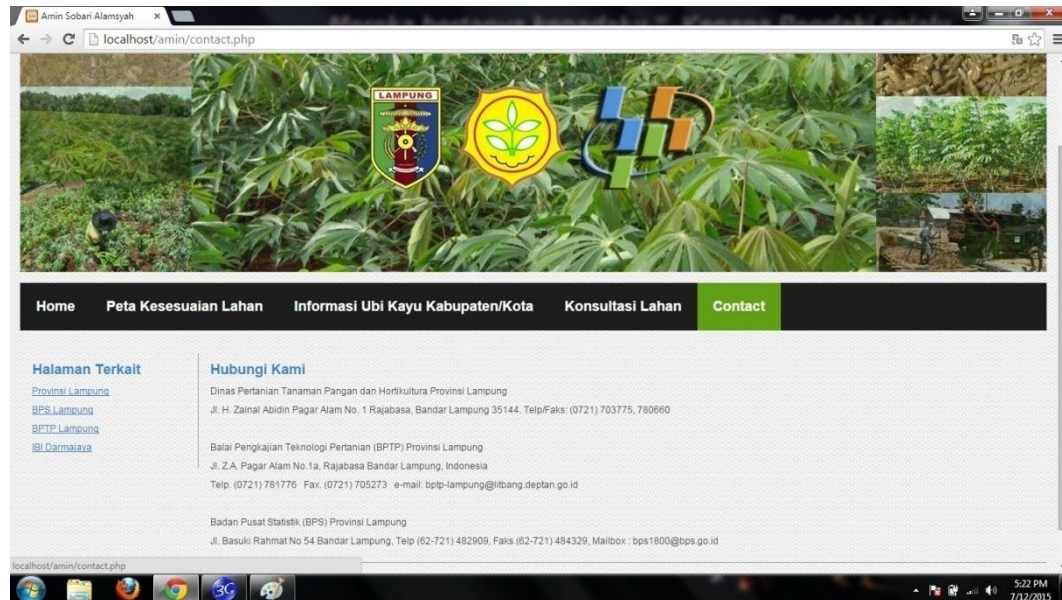 Amin Sobari Alamsyah
localhost/amin/contact.php
LAMPUNG
Home Peta Kesesuaian Lahan Informasi Ubi Kayu Kabupaten/Kota Konsultasi Lahan Contact
Halaman Terkait
Provinsi Lampung
BPS Lampung
BPTP Lampung
IBI Darmajaya
Hubungi Kami
Dinas Pertanian Tanaman Pangan dan Hortikultura Provinsi Lampung
Jl. H. Zainal Abidin Pagar Alam No. 1 Rajabasa, Bandar Lampung 35144. Telp/Faks: (0721) 703775, 780660
Balai Pengkajian Teknologi Pertanian (BPTP) Provinsi Lampung
Jl. Z.A. Pagar Alam No.1a, Rajabasa Bandar Lampung, Indonesia
Telp. (0721) 781776 Fax. (0721) 705273 e-mail: bptp-lampung@litbang.deptan.go.id
Badan Pusat Statistik (BPS) Provinsi Lampung
Jl. Basuki Rahmat No 54 Bandar Lampung, Telp (62-721) 482909, Faks (62-721) 484329, Mailbox : bps1800@bps.go.id
localhost/amin/contact.php
3G
5:22 PM
7/12/2015